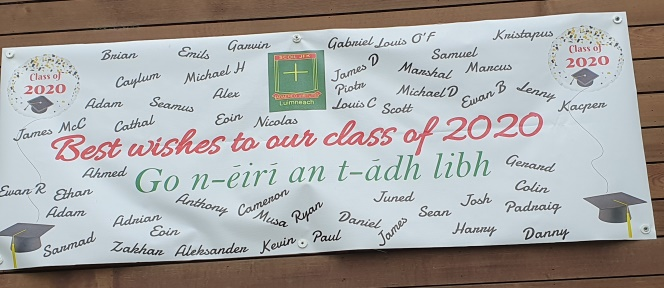 Brian
Emils
Garvin
Gabriel
Louis O'F
Samuel
Kristapus
Class of
2020
Caylum
Michael H
James D
Marshal
Marcus
Class of
2020
Piotr
Adam
Seamus
Alex
Luimneach
Louis C
Scott
Michael D
Ewan B
Lenny
Kacper
James McC
Cathal
Eoin
Nicolas
Best wishes to our class of 2020
Ahmed
Go n-éirí an t-ádh libh
Gerard
Ewan R
Ethan
Anthony
Cameron
Juned
Josh
Colin
Adam
Adrian
Musa
Ryan
Daniel
Sean
Padraig
Sarmad
Eoin
Zakhar
Aleksander
Kevin
Paul
James
Harry
Danny